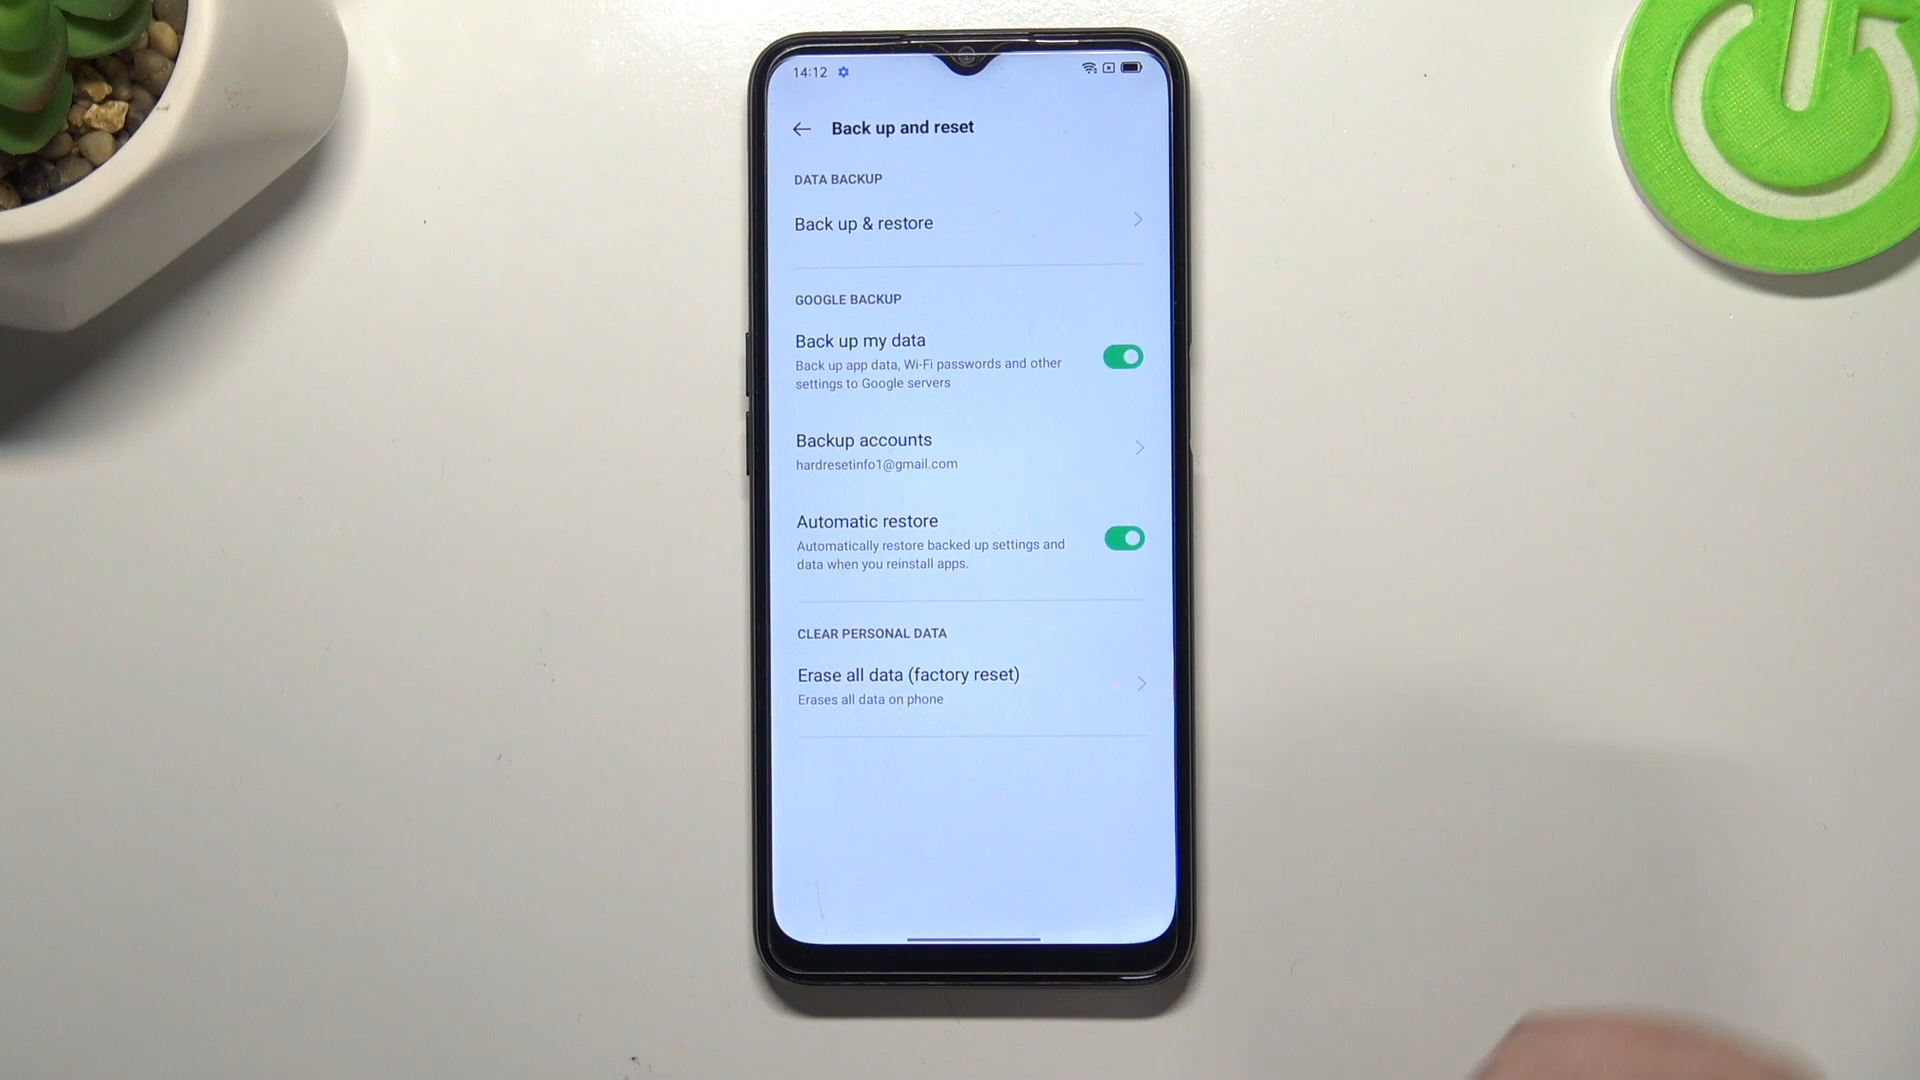 14:12
Back up and reset
DATA BACKUP
Back up & restore
GOOGLE BACKUP
Back up my data
Back up app data, Wi-Fi passwords and other
settings to Google servers
Backup accounts
hardresetinfo1@gmail.com
Automatic restore
Automatically restore backed up settings and
data when you reinstall apps.
CLEAR PERSONAL DATA
Erase all data (factory reset)
Erases all data on phone